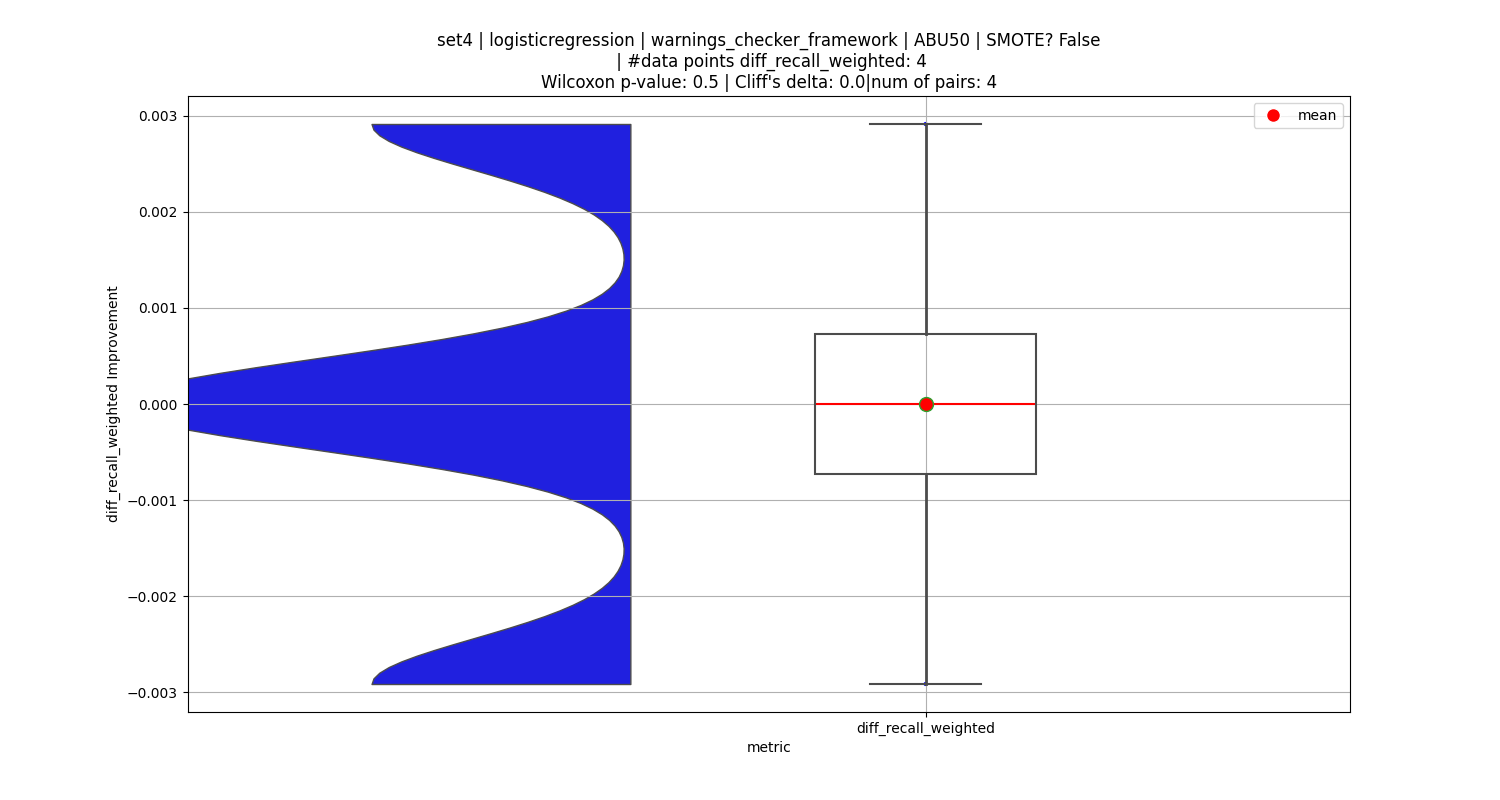 set4 | logisticregression | warnings_checker_framework | ABU50 | SMOTE? False
| #data points diff_recall_weighted: 4
Wilcoxon p-value: 0.5 | Cliff's delta: 0.0|num of pairs: 4
mean
0.003
0.002
0.001
0.000
−0.001
−0.002
−0.003
diff_recall_weighted Improvement
diff_recall_weighted
metric